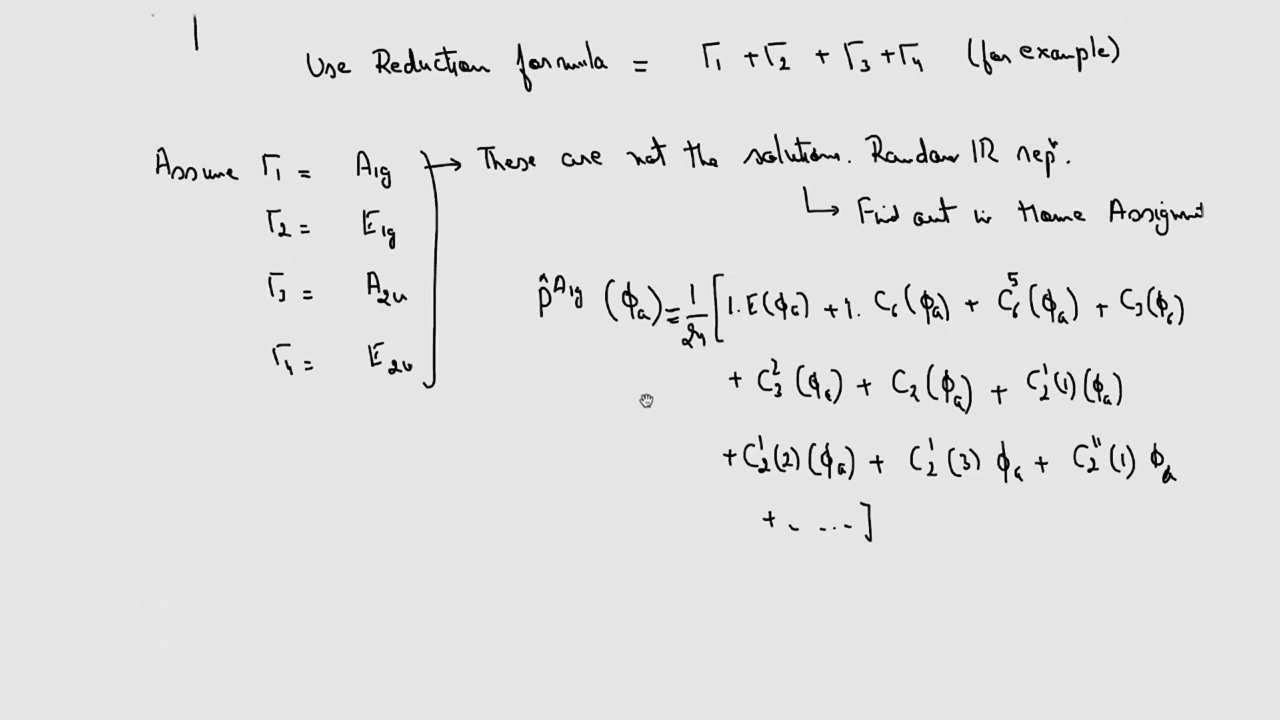 Use Reduction formula = Γ1 + Γ2 + Γ3 + Γ4 (for example)
Assume Γ1 = A1g → These are not the solutions. Random IR repⁿ.
↳ Find out in Home Assignmt
Γ2 = E1g
Γ3 = A2u
Γ4 = E2u
P̂^A1g (ϕa) = 1/24 [1.E(ϕa) + 1. C6(ϕa) + C6^5(ϕa) + C3(ϕa)
+ C3^2(ϕa) + C2(ϕa) + C2'(1)(ϕa)
+ C2'(2)(ϕa) + C2'(3) ϕa + C2"(1) ϕa
+ . ....]